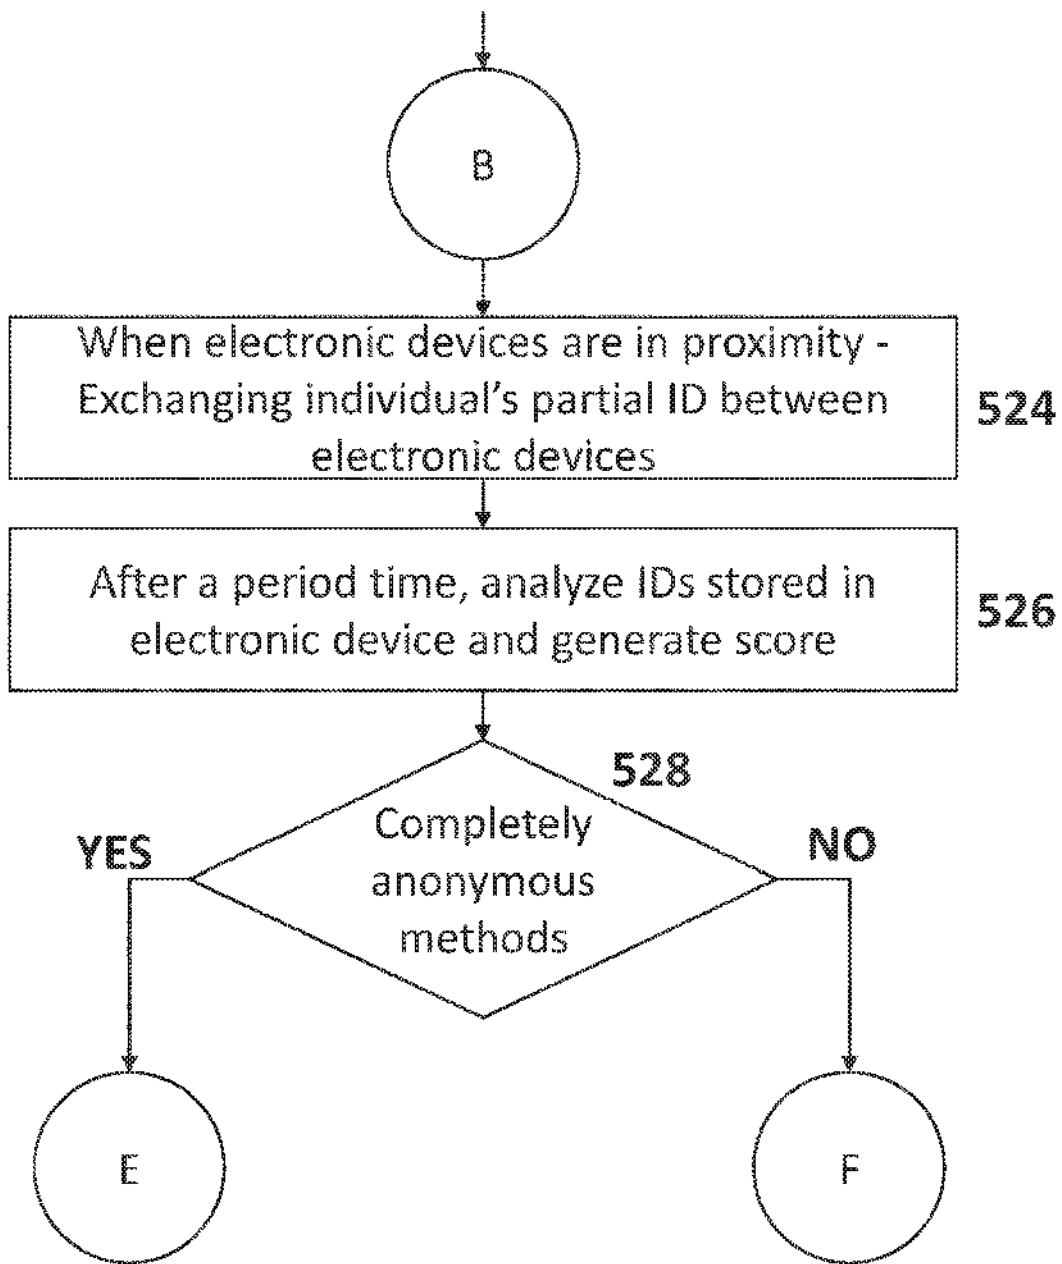 B
When electronic devices are in proximity -
Exchanging individual's partial ID between
electronic devices
524
After a period time, analyze IDs stored in
electronic device and generate score
526
528
Completely
anonymous
methods
YES
NO
E
F